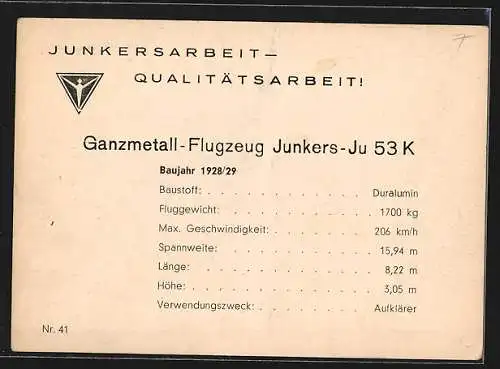 JUNKERSARBEIT—
QUALITÄTSARBEIT!
7
Ganzmetall-Flugzeug Junkers-Ju 53 K
Baujahr 1928/29
Baustoff: . . . . . . . . . . . . Duralumin
Fluggewicht: . . . . . . . . . . . 1700 kg
Max. Geschwindigkeit: . . . . . . . 206 km/h
Spannweite: . . . . . . . . . . . 15,94 m
Länge: . . . . . . . . . . . . 8,22 m
Höhe: . . . . . . . . . . . . 3,05 m
Verwendungszweck: . . . . . . . . Aufklärer
Nr. 41